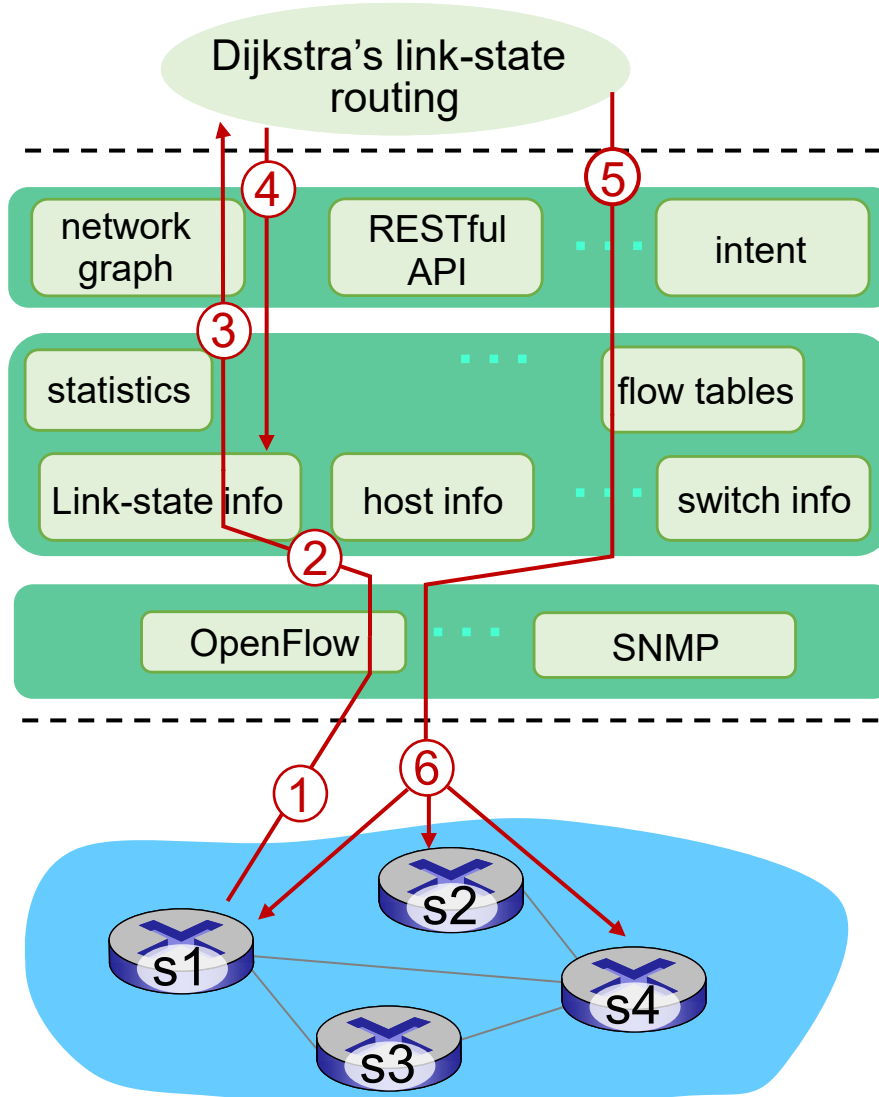 Dijkstra's link-state
routing
4
5
network
graph
RESTful
API
. . .
intent
3
. . .
statistics
flow tables
Link-state info
host info
. . .
switch info
2
OpenFlow
. . .
SNMP
1
6
s2
s1
s4
s3